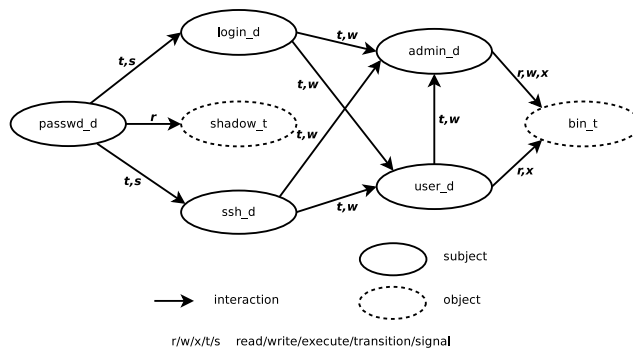 login_d
t,w
admin_d
t,s
t,w
r,w,x
passwd_d
r
shadow_t
t,w
t,w
bin_t
t,s
r,x
ssh_d
t,w
user_d
subject
interaction
object
r/w/x/t/s read/write/execute/transition/signal